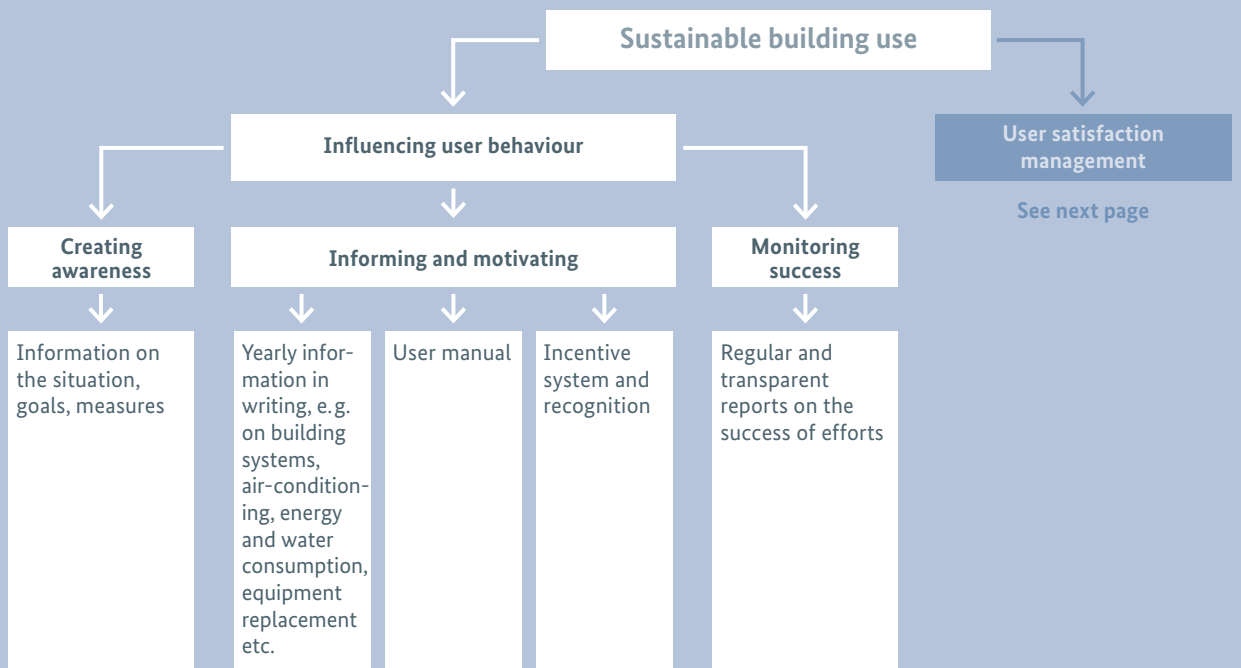 Sustainable building use
Influencing user behaviour
User satisfaction
management
See next page
Creating
awareness
Informing and motivating
Monitoring
success
Information on
the situation,
goals, measures
Yearly infor-
mation in
writing, e.g.
on building
systems,
air-condition-
ing, energy
and water
consumption,
equipment
replacement
etc.
User manual
Incentive
system and
recognition
Regular and
transparent
reports on the
success of efforts